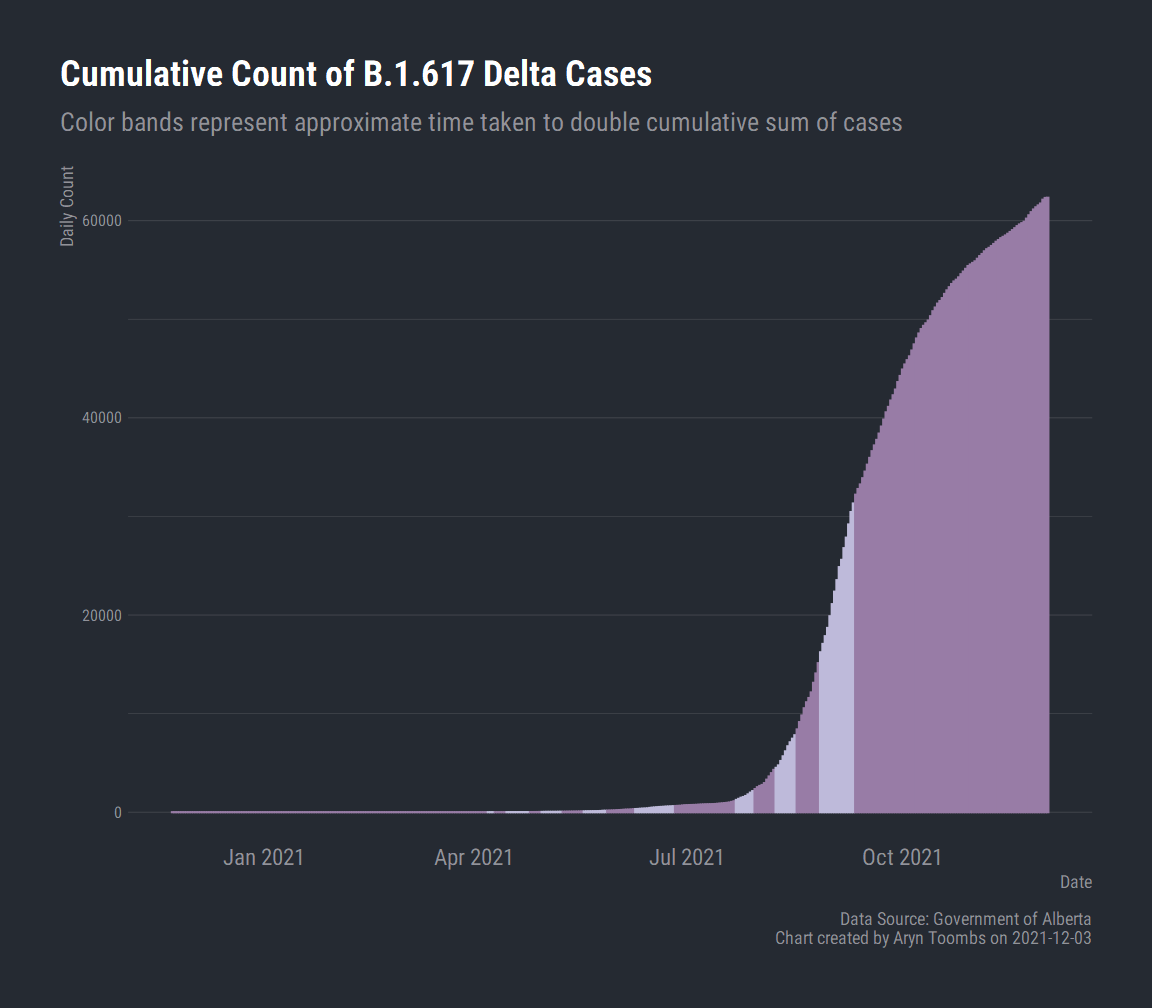 Cumulative Count of B.1.617 Delta Cases
Color bands represent approximate time taken to double cumulative sum of cases
Daily Count
60000
40000
20000
0
Jan 2021
Apr 2021
Jul 2021
Oct 2021
Date
Data Source: Government of Alberta
Chart created by Aryn Toombs on 2021-12-03